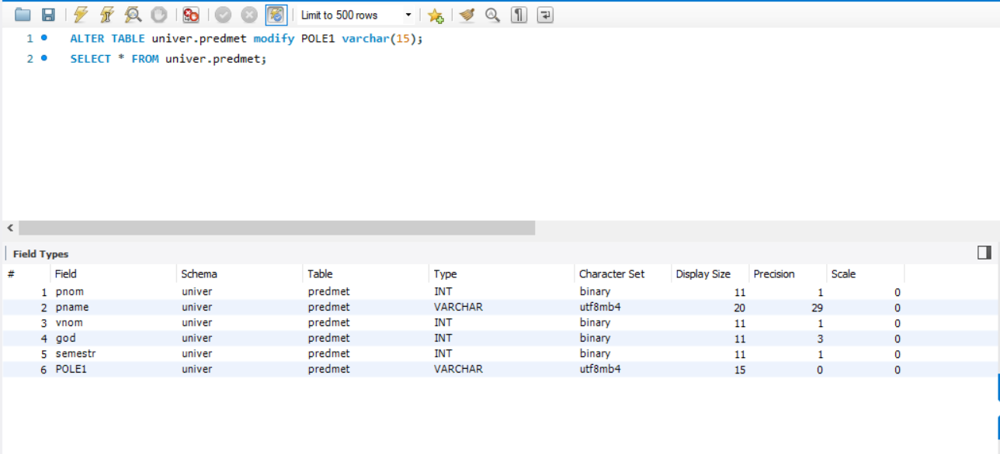 Limit to 500 rows
1 ALTER TABLE univer.predmet modify POLE1 varchar(15);
2 SELECT * FROM univer.predmet;
Field Types
# Field Schema Table Type Character Set Display Size Precision Scale
1 pnom univer predmet INT binary 11 1 0
2 pname univer predmet VARCHAR utf8mb4 20 29 0
3 vnom univer predmet INT binary 11 1 0
4 god univer predmet INT binary 11 3 0
5 semestr univer predmet INT binary 11 1 0
6 POLE1 univer predmet VARCHAR utf8mb4 15 0 0